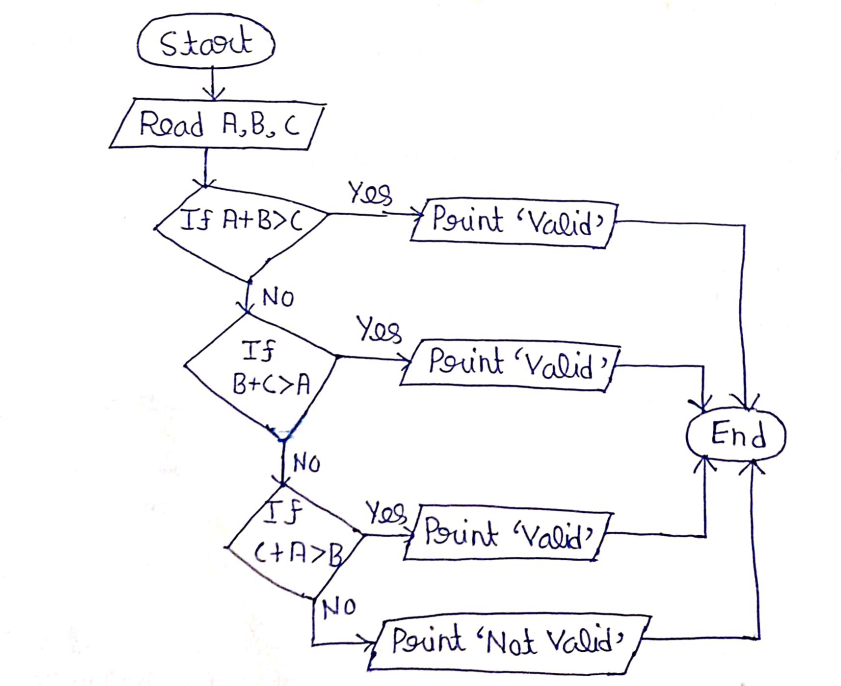 Start
Read A,B,C
If A+B>C
Yes
Print 'Valid'
NO
If
B+C>A
Yes
Print 'Valid'
NO
If
C+A>B
Yes
Print 'Valid'
NO
Print 'Not Valid'
End